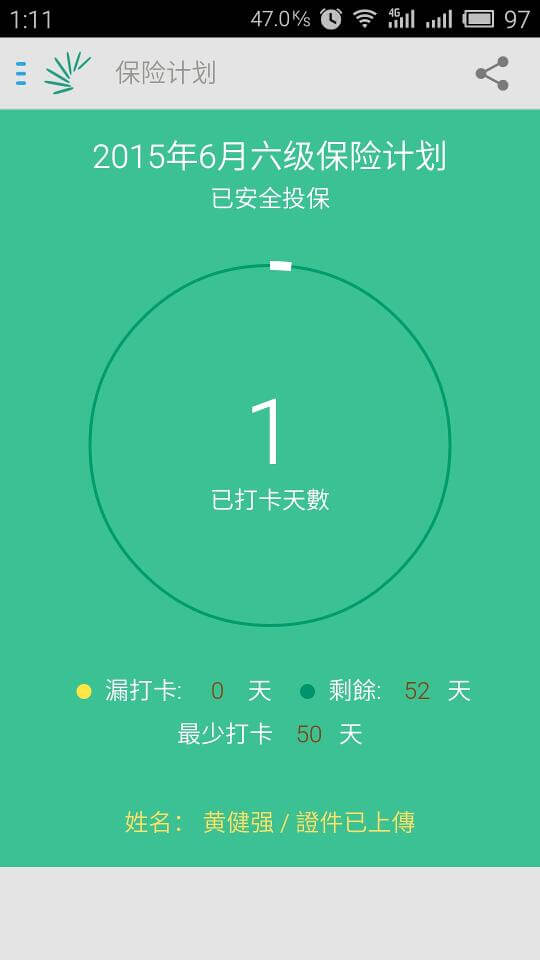 1:11 47.0K/s 4G 97
保险计划
2015年6月六级保险计划
已安全投保
1
已打卡天數
漏打卡: 0 天 剩餘: 52 天
最少打卡 50 天
姓名: 黄健强 / 證件已上傳